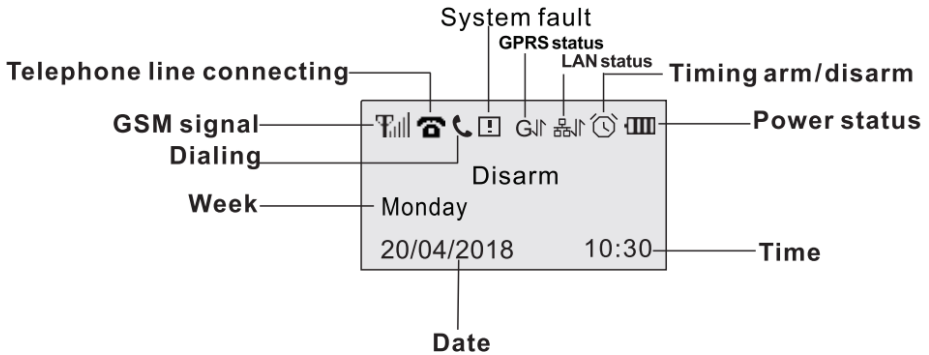 System fault
GPRS status
LAN status
Telephone line connecting
Timing arm/disarm
GSM signal
Power status
Dialing
Disarm
Week
Monday
20/04/2018 10:30
Time
Date